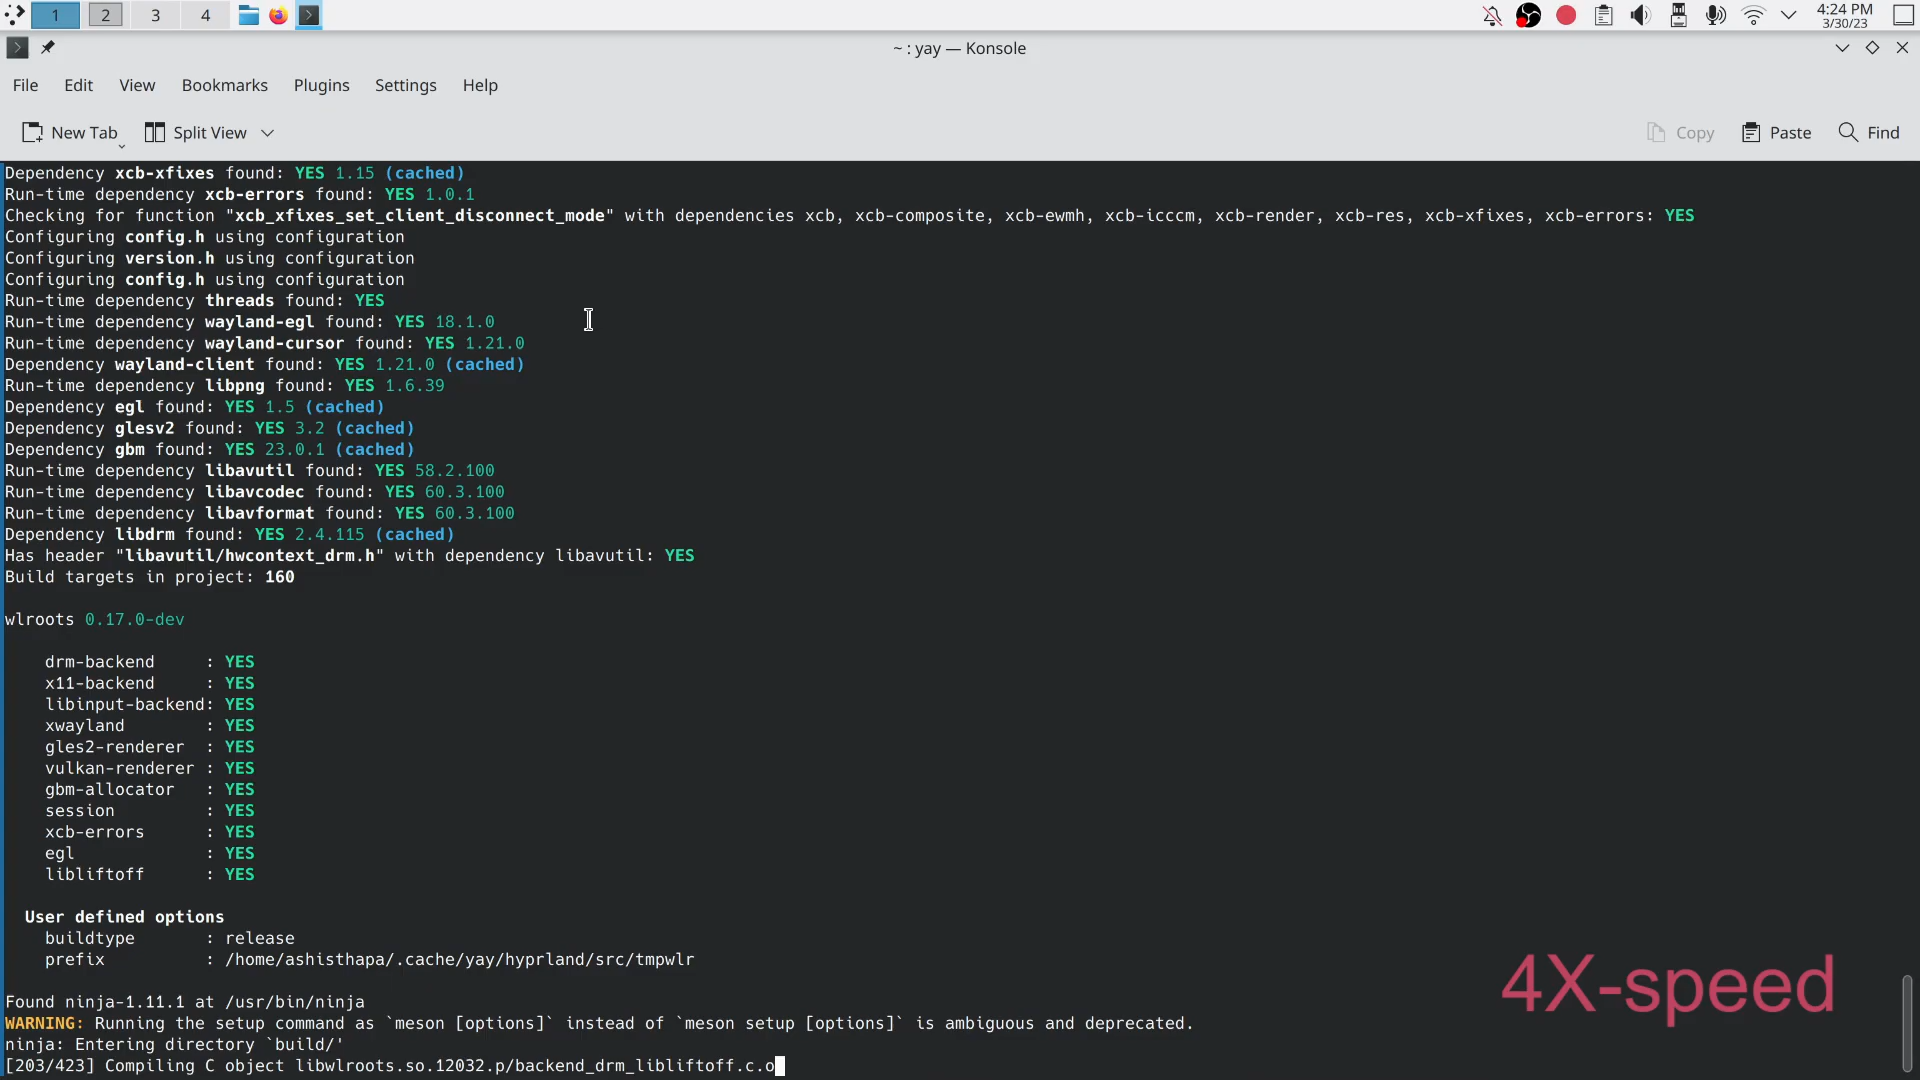 1 2 3 4 4:24 PM
3/30/23
~ : yay — Konsole
File Edit View Bookmarks Plugins Settings Help
New Tab Split View Copy Paste Find
Dependency xcb-xfixes found: YES 1.15 (cached)
Run-time dependency xcb-errors found: YES 1.0.1
Checking for function "xcb_xfixes_set_client_disconnect_mode" with dependencies xcb, xcb-composite, xcb-ewmh, xcb-icccm, xcb-render, xcb-res, xcb-xfixes, xcb-errors: YES
Configuring config.h using configuration
Configuring version.h using configuration
Configuring config.h using configuration
Run-time dependency threads found: YES
Run-time dependency wayland-egl found: YES 18.1.0
Run-time dependency wayland-cursor found: YES 1.21.0
Dependency wayland-client found: YES 1.21.0 (cached)
Run-time dependency libpng found: YES 1.6.39
Dependency egl found: YES 1.5 (cached)
Dependency glesv2 found: YES 3.2 (cached)
Dependency gbm found: YES 23.0.1 (cached)
Run-time dependency libavutil found: YES 58.2.100
Run-time dependency libavcodec found: YES 60.3.100
Run-time dependency libavformat found: YES 60.3.100
Dependency libdrm found: YES 2.4.115 (cached)
Has header "libavutil/hwcontext_drm.h" with dependency libavutil: YES
Build targets in project: 160
wlroots 0.17.0-dev
drm-backend : YES
x11-backend : YES
libinput-backend: YES
xwayland : YES
gles2-renderer : YES
vulkan-renderer : YES
gbm-allocator : YES
session : YES
xcb-errors : YES
egl : YES
libliftoff : YES
User defined options
buildtype : release
prefix : /home/ashisthapa/.cache/yay/hyprland/src/tmpwlr
4X-speed
Found ninja-1.11.1 at /usr/bin/ninja
WARNING: Running the setup command as `meson [options]` instead of `meson setup [options]` is ambiguous and deprecated.
ninja: Entering directory `build/'
[203/423] Compiling C object libwlroots.so.12032.p/backend_drm_libliftoff.c.o